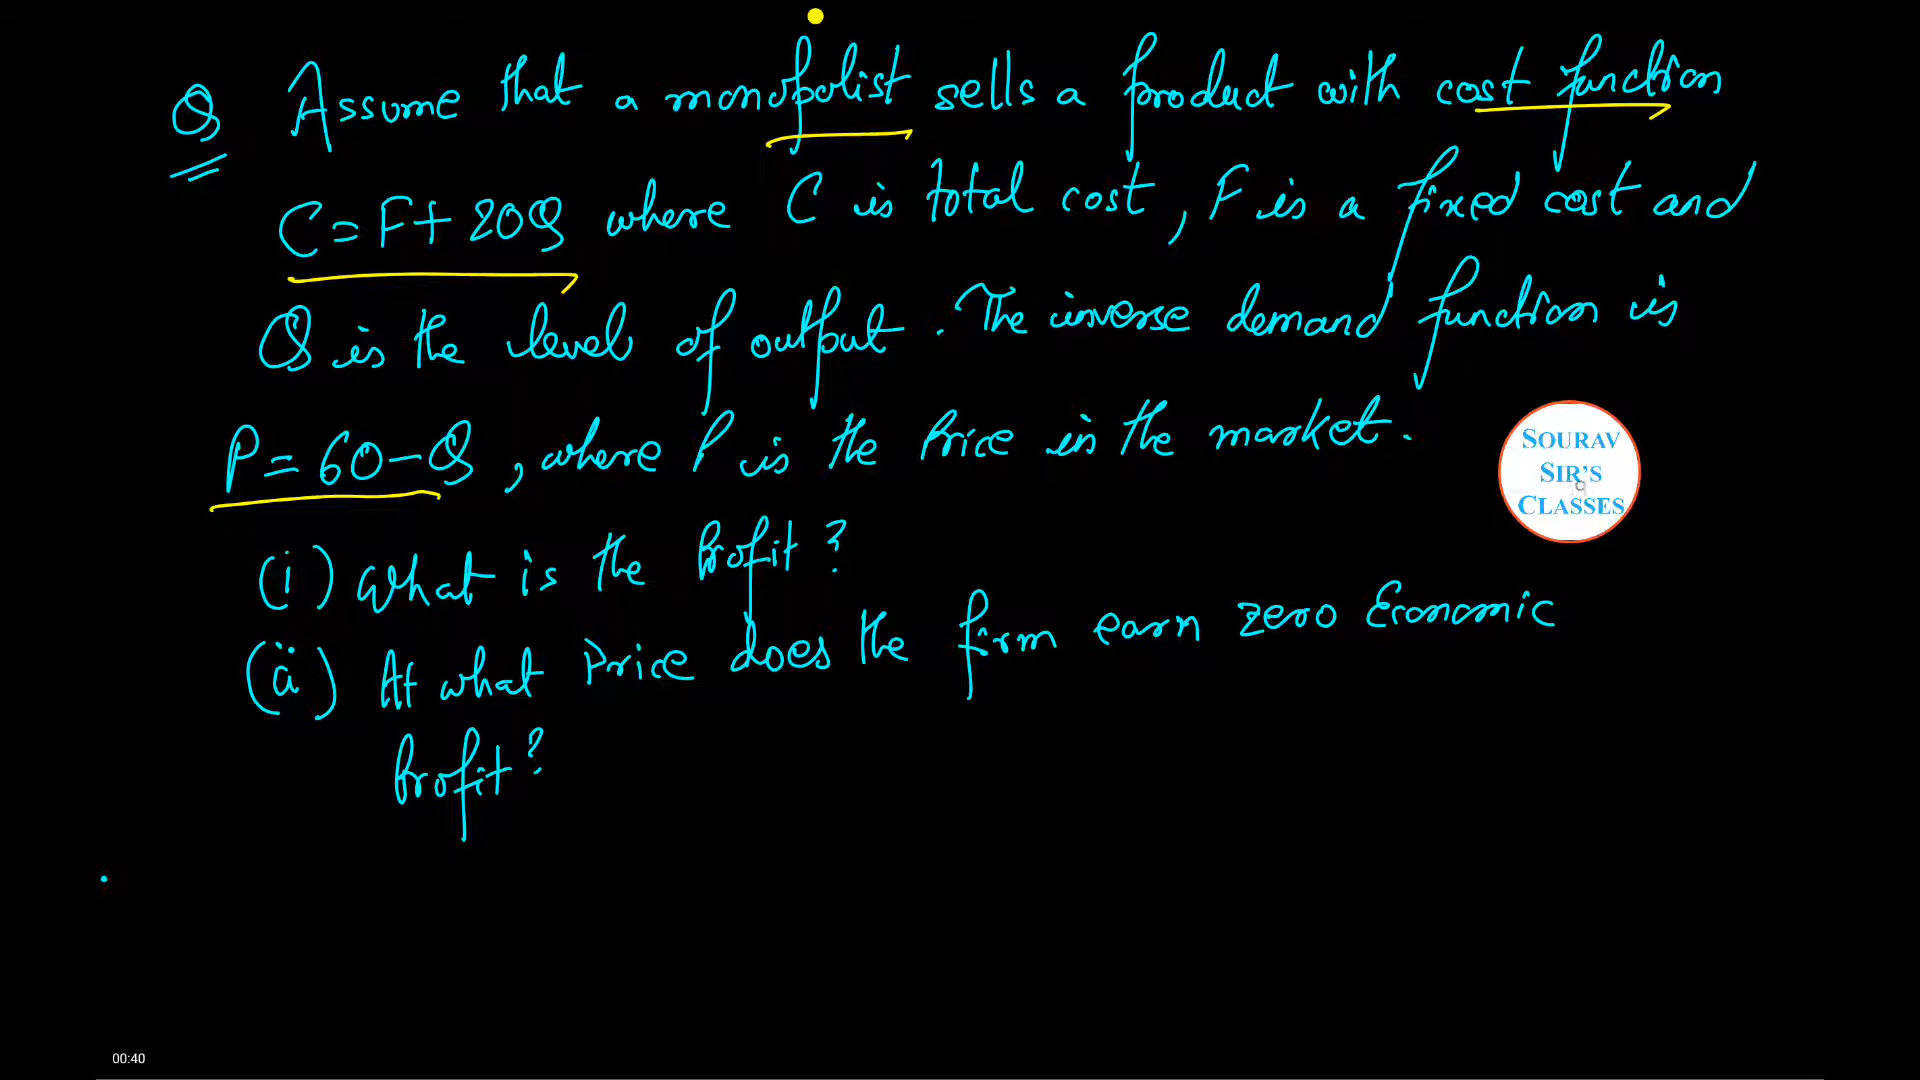 Q Assume that a monopolist sells a product with cost function
C = F + 20Q where C is total cost, F is a fixed cost and
Q is the level of output. The inverse demand function is
P = 60 - Q, where P is the Price in the market.
SOURAV
SIR'S
CLASSES
(i) What is the Profit?
(ii) At what Price does the firm earn zero Economic
Profit?
00:40